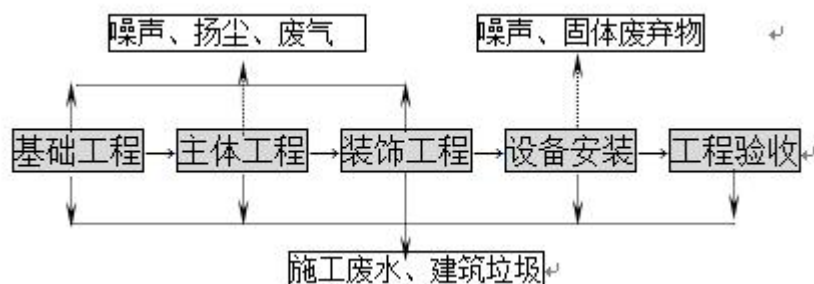 噪声、扬尘、废气
噪声、固体废弃物
基础工程
主体工程
装饰工程
设备安装
工程验收
施工废水、建筑垃圾